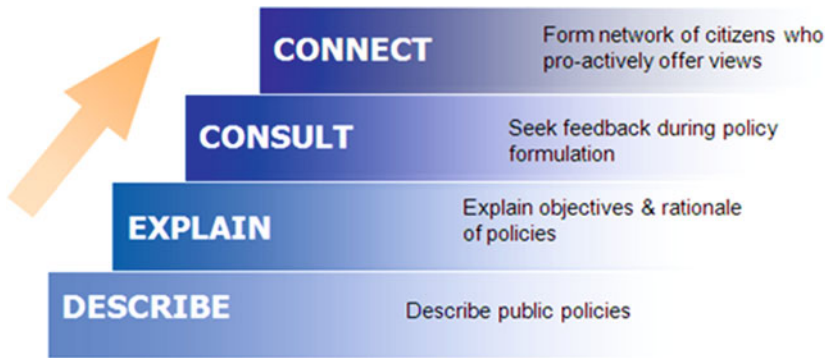 CONNECT
Form network of citizens who
pro-actively offer views
CONSULT
Seek feedback during policy
formulation
EXPLAIN
Explain objectives & rationale
of policies
DESCRIBE
Describe public policies